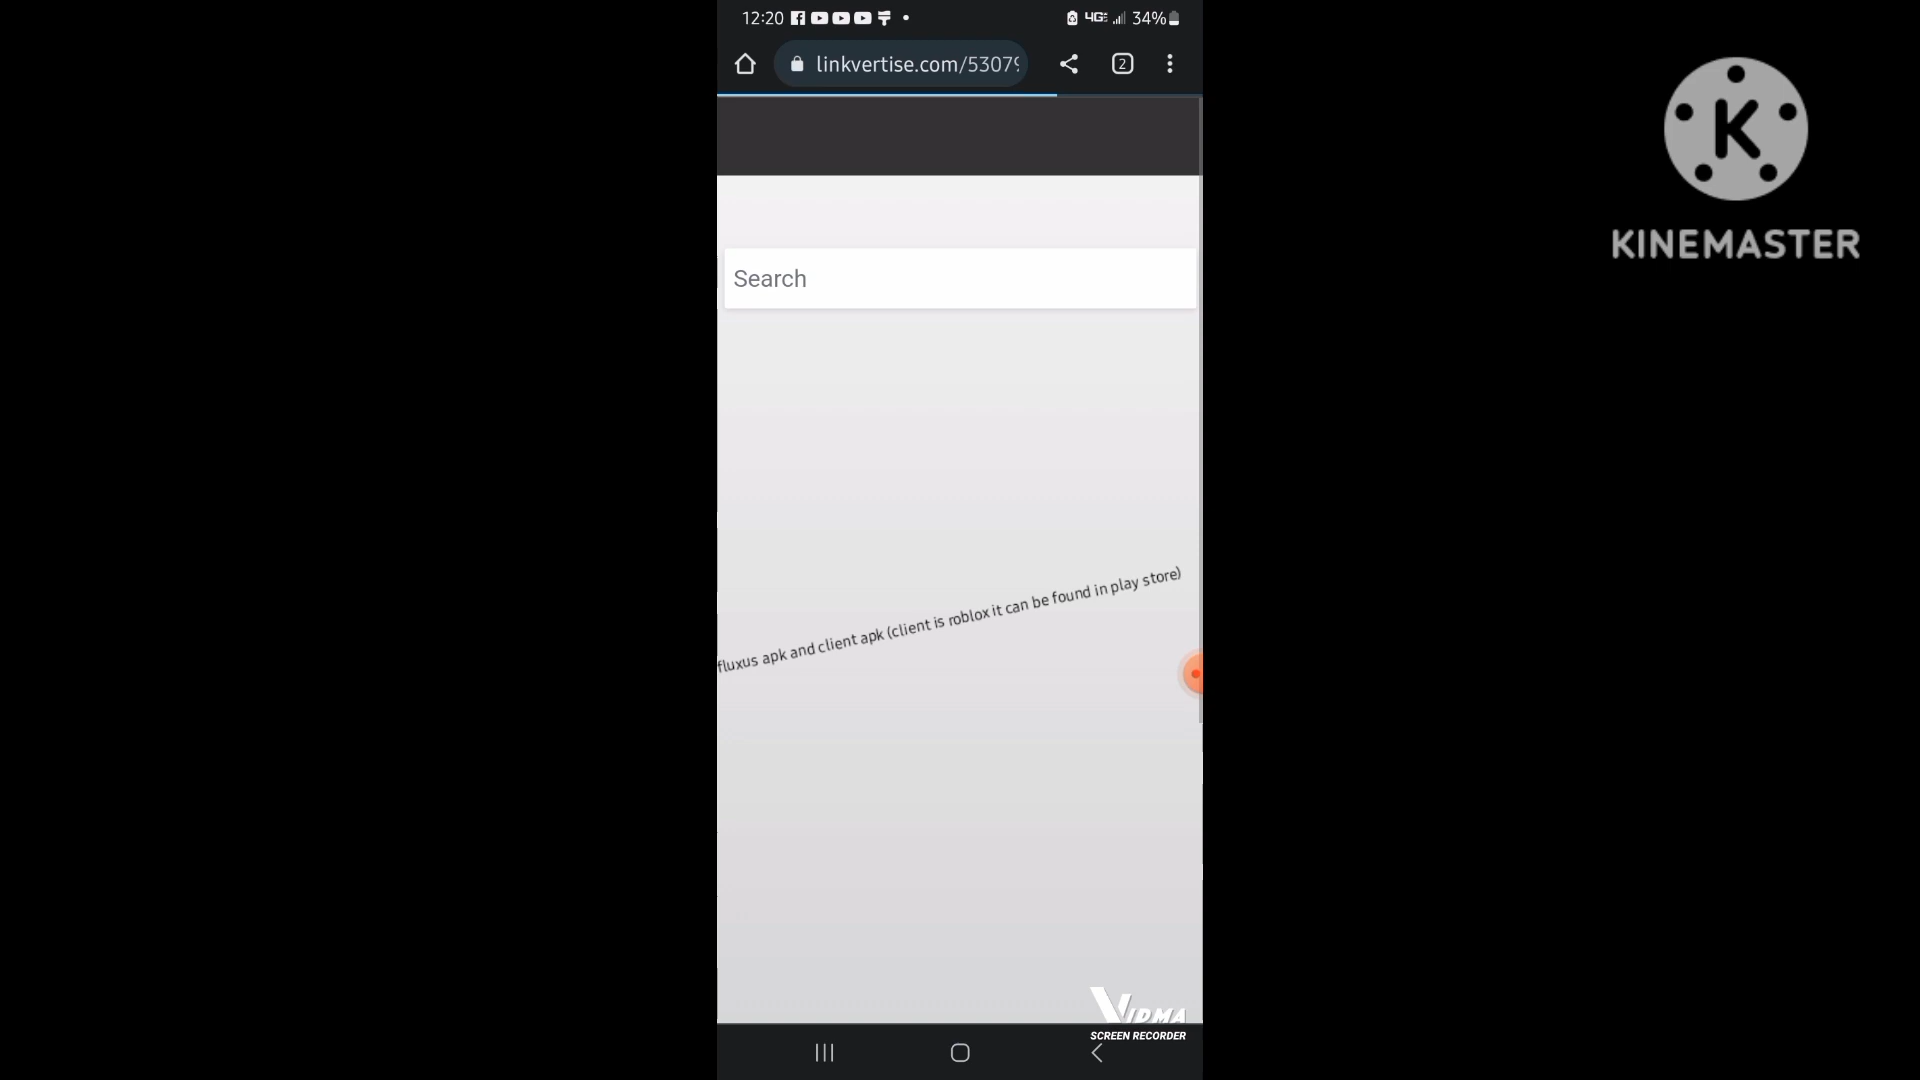 12:20
34%
linkvertise.com/53079
2
Search
fluxus apk and client apk (client is roblox it can be found in play store)
K
KINEMASTER
VIDMA
SCREEN RECORDER